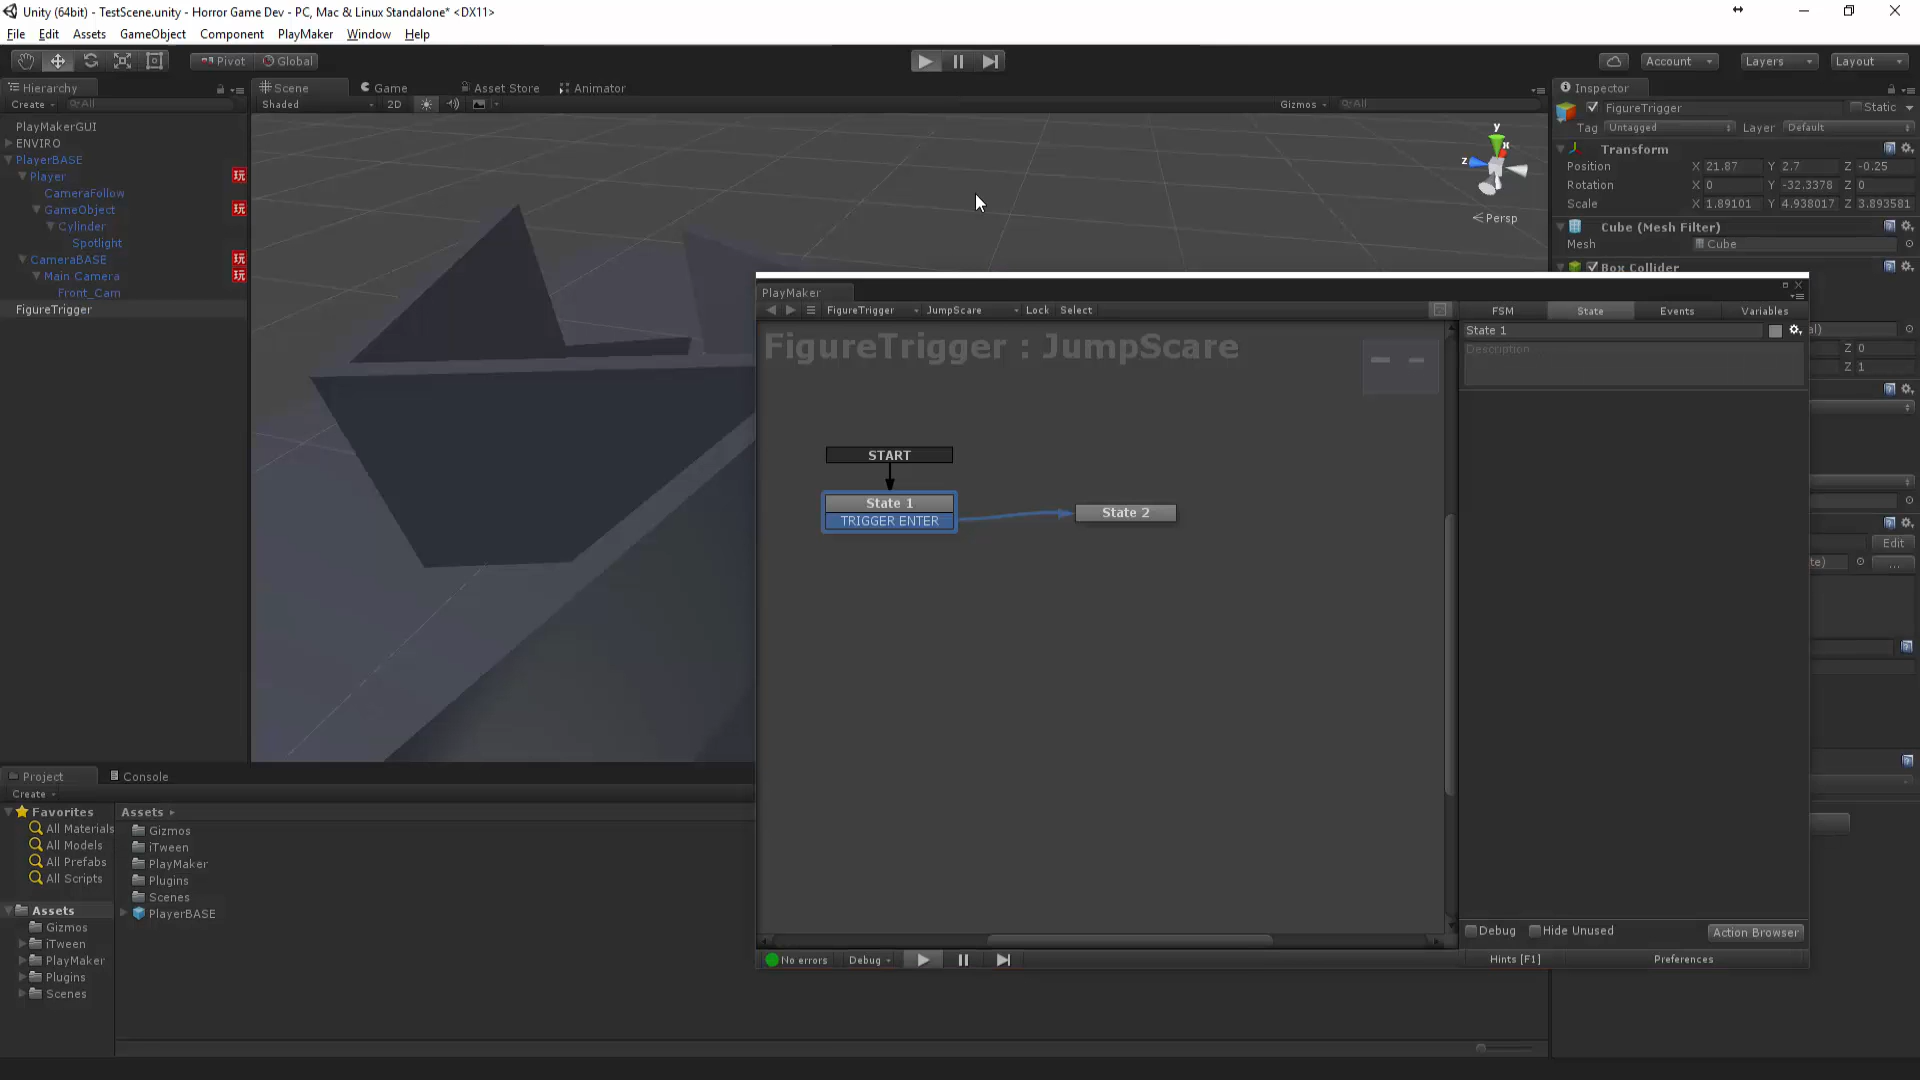 Unity (64bit) - TestScene.unity - Horror Game Dev - PC, Mac & Linux Standalone* <DX11>
File Edit Assets GameObject Component PlayMaker Window Help
Pivot Global Account Layers Layout
Hierarchy
Create All
PlayMakerGUI
ENVIRO
PlayerBASE
Player 玩
CameraFollow
GameObject 玩
Cylinder
Spotlight
CameraBASE 玩
Main Camera 玩
Front_Cam
FigureTrigger
Scene Game Asset Store Animator
Shaded 2D Gizmos All
y
x
z
Persp
Inspector
FigureTrigger Static
Tag Untagged Layer Default
Transform
Position X 21.87 Y 2.7 Z -0.25
Rotation X 0 Y -32.3378 Z 0
Scale X 1.89101 Y 4.938017 Z 3.893581
Cube (Mesh Filter)
Mesh Cube
Box Collider
al)
Z 0
Z 1
Edit
te) ...
PlayMaker
FigureTrigger JumpScare Lock Select
FigureTrigger : JumpScare
START
State 1
TRIGGER ENTER
State 2
FSM State Events Variables
State 1
Description
Debug Hide Unused Action Browser
No errors Debug Hints [F1] Preferences
Project Console
Create
Favorites
All Materials
All Models
All Prefabs
All Scripts
Assets
Gizmos
iTween
PlayMaker
Plugins
Scenes
Assets
Gizmos
iTween
PlayMaker
Plugins
Scenes
PlayerBASE